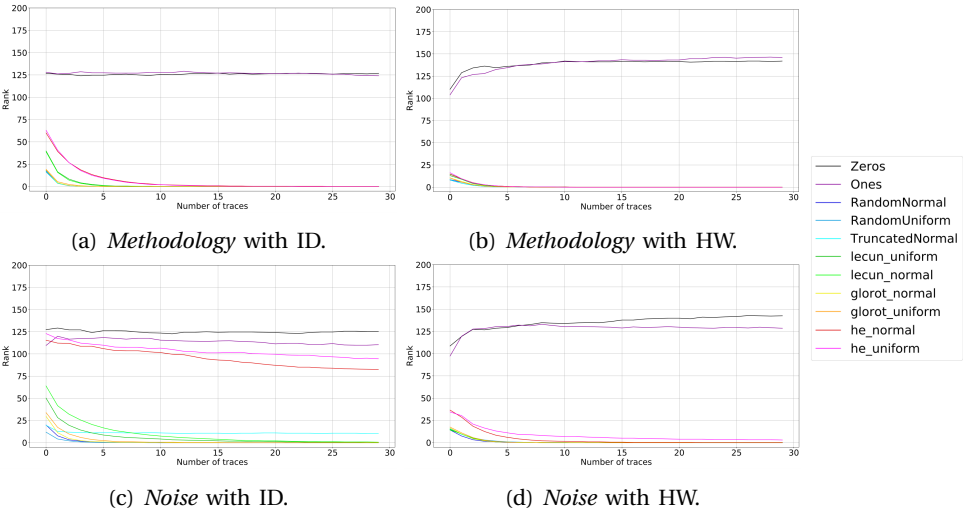 200
175
150
125
100
75
50
25
0
Rank
0 5 10 15 20 25 30
Number of traces
(a) Methodology with ID.
200
175
150
125
100
75
50
25
0
Rank
0 5 10 15 20 25 30
Number of traces
(b) Methodology with HW.
200
175
150
125
100
75
50
25
0
Rank
0 5 10 15 20 25 30
Number of traces
(c) Noise with ID.
200
175
150
125
100
75
50
25
0
Rank
0 5 10 15 20 25 30
Number of traces
(d) Noise with HW.
Zeros
Ones
RandomNormal
RandomUniform
TruncatedNormal
lecun_uniform
lecun_normal
glorot_normal
glorot_uniform
he_normal
he_uniform